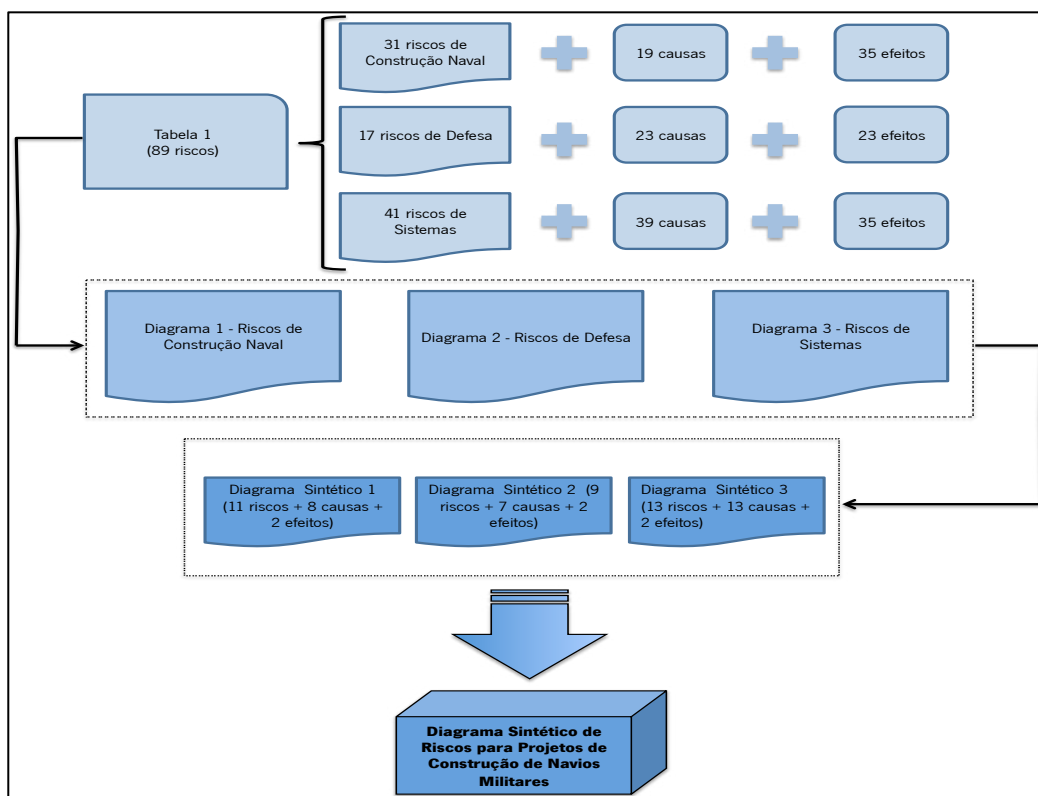 31 riscos de
Construção Naval
19 causas
35 efeitos
Tabela 1
(89 riscos)
17 riscos de Defesa
23 causas
23 efeitos
41 riscos de
Sistemas
39 causas
35 efeitos
Diagrama 1 - Riscos de
Construção Naval
Diagrama 2 - Riscos de Defesa
Diagrama 3 - Riscos de
Sistemas
Diagrama Sintético 1
(11 riscos + 8 causas +
2 efeitos)
Diagrama Sintético 2 (9
riscos + 7 causas + 2
efeitos)
Diagrama Sintético 3
(13 riscos + 13 causas +
2 efeitos)
Diagrama Sintético de
Riscos para Projetos de
Construção de Navios
Militares